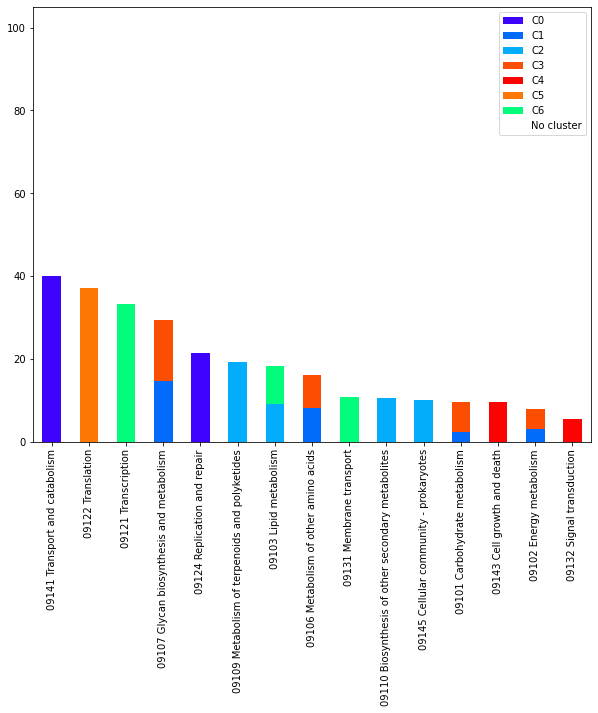 100
80
60
40
20
0
C0
C1
C2
C3
C4
C5
C6
No cluster
09141 Transport and catabolism
09122 Translation
09121 Transcription
09107 Glycan biosynthesis and metabolism
09124 Replication and repair
09109 Metabolism of terpenoids and polyketides
09103 Lipid metabolism
09106 Metabolism of other amino acids
09131 Membrane transport
09110 Biosynthesis of other secondary metabolites
09145 Cellular community - prokaryotes
09101 Carbohydrate metabolism
09143 Cell growth and death
09102 Energy metabolism
09132 Signal transduction